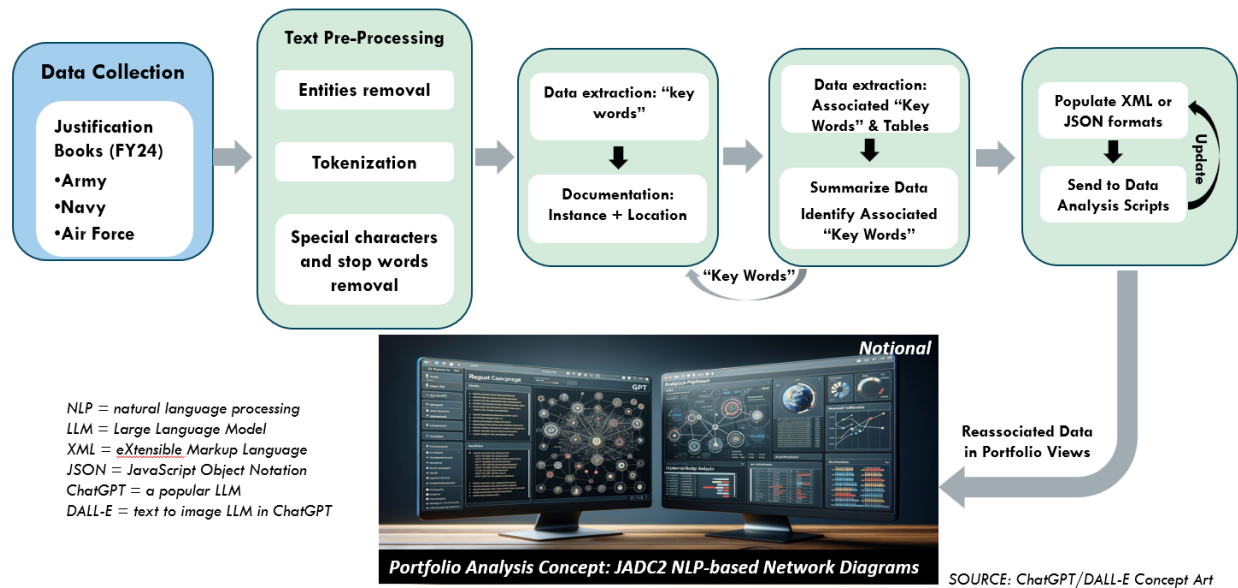 Data Collection
Justification
Books (FY24)
•Army
•Navy
•Air Force
Text Pre-Processing
Entities removal
Tokenization
Special characters
and stop words
removal
Data extraction: “key
words”
Documentation:
Instance + Location
Data extraction:
Associated “Key
Words” & Tables
Summarize Data
Identify Associated
“Key Words”
“Key Words”
Populate XML or
JSON formats
Send to Data
Analysis Scripts
Update
Reassociated Data
in Portfolio Views
NLP = natural language processing
LLM = Large Language Model
XML = eXtensible Markup Language
JSON = JavaScript Object Notation
ChatGPT = a popular LLM
DALL-E = text to image LLM in ChatGPT
Notional
GPT
Portfolio Analysis Concept: JADC2 NLP-based Network Diagrams
SOURCE: ChatGPT/DALL-E Concept Art